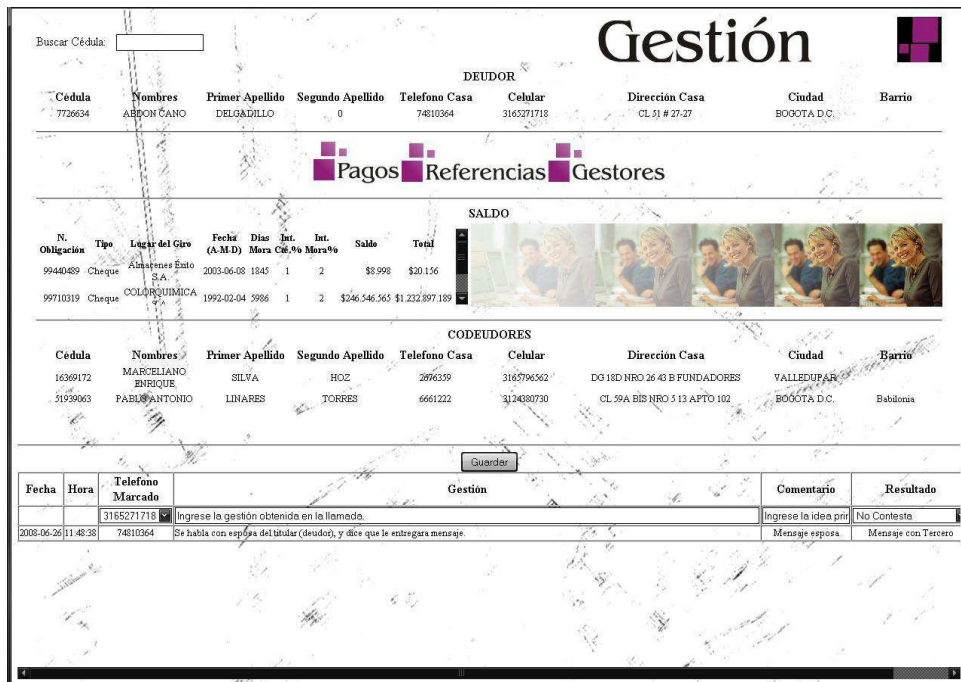 Gestión
Buscar Cédula:
DEUDOR
Cédula Nombres Primer Apellido Segundo Apellido Telefono Casa Celular Dirección Casa Ciudad Barrio
7726634 ABDON CANO DELGADILLO 0 74810364 3165271718 CL 51 # 27-27 BOGOTA D.C.
Pagos Referencias Gestores
SALDO
N. Obligación Tipo Lugar del Giro Fecha (A-M-D) Días Mora Int. Cté.% Int. Mora% Saldo Total
99440489 Cheque Almacenes Exito S.A. 2003-06-08 1845 1 2 $8.998 $20.156
99710319 Cheque COLORQUIMICA 1992-02-04 5986 1 2 $246.546.565 $1.232.897.189
CODEUDORES
Cédula Nombres Primer Apellido Segundo Apellido Telefono Casa Celular Dirección Casa Ciudad Barrio
16369172 MARCELIANO ENRIQUE SILVA HOZ 2676359 3165796562 DG 18D NRO 26 43 B FUNDADORES VALLEDUPAR
51939063 PABLO ANTONIO LINARES TORRES 6661222 3124380730 CL 59A BIS NRO 5 13 APTO 102 BOGOTA D.C. Babilonia
Guardar
Fecha Hora Telefono Marcado Gestión Comentario Resultado
3165271718 Ingrese la gestión obtenida en la llamada. Ingrese la idea prin No Contesta
2008-06-26 11:48:38 74810364 Se habla con esposa del titular (deudor), y dice que le entregara mensaje. Mensaje esposa. Mensaje con Tercero